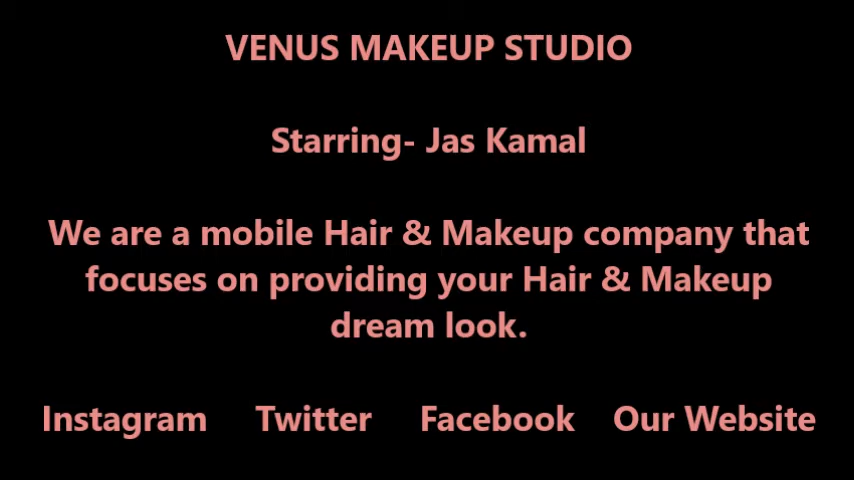 VENUS MAKEUP STUDIO
Starring- Jas Kamal
We are a mobile Hair & Makeup company that
focuses on providing your Hair & Makeup
dream look.
Instagram Twitter Facebook Our Website